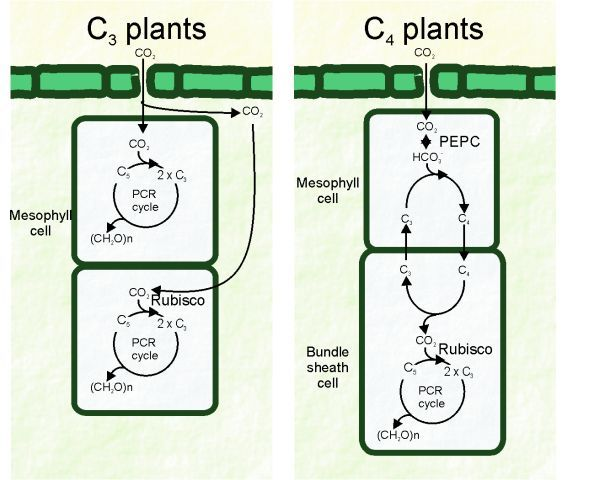 C₃ plants
CO₂
CO₂
CO₂
C₅
2 x C₃
PCR
cycle
Mesophyll
cell
(CH₂O)n
CO₂
Rubisco
C₅
2 x C₃
PCR
cycle
(CH₂O)n
C₄ plants
CO₂
CO₂
PEPC
HCO₃⁻
Mesophyll
cell
C₃
C₄
C₃
C₄
CO₂
Rubisco
Bundle
sheath
cell
C₅
2 x C₃
PCR
cycle
(CH₂O)n